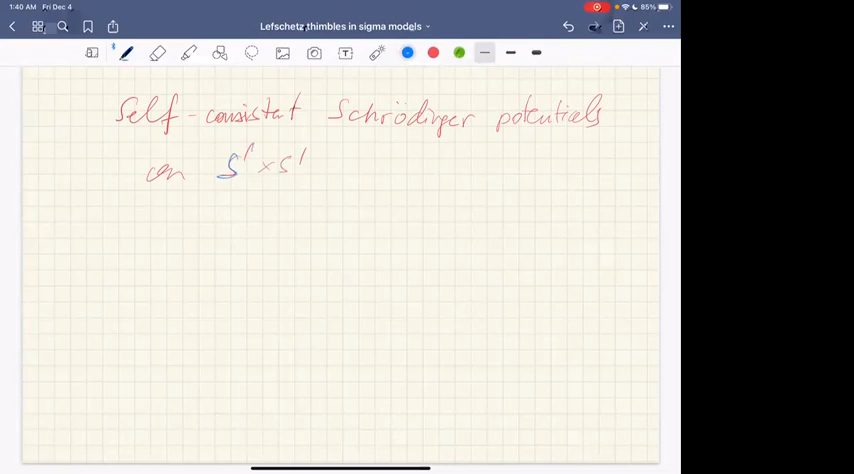 1:40 AM Fri Dec 4
85%
Lefschetz thimbles in sigma models
Self-consistent Schrödinger potentials
on S¹ × S¹